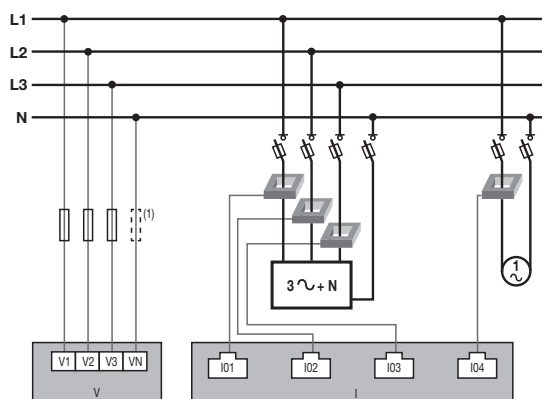 L1
L2
L3
N
(1)
3 ∿ + N
1
∿
V1 V2 V3 VN
V
I01 I02 I03 I04
I